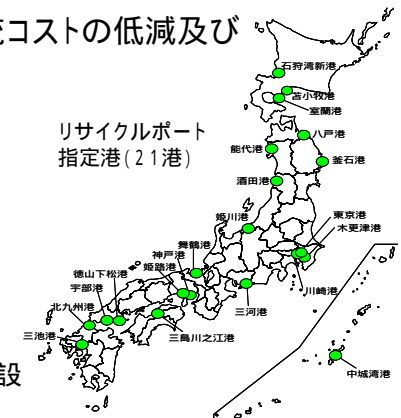 流コストの低減及び
石狩湾新港
苫小牧港
室蘭港
リサイクルポート
指定港(21港)
八戸港
能代港
釜石港
酒田港
姫川港
東京港
木更津港
舞鶴港
神戸港
姫路港
徳山下松港
宇部港
北九州港
川崎港
三河港
三池港
三島川之江港
中城湾港
設